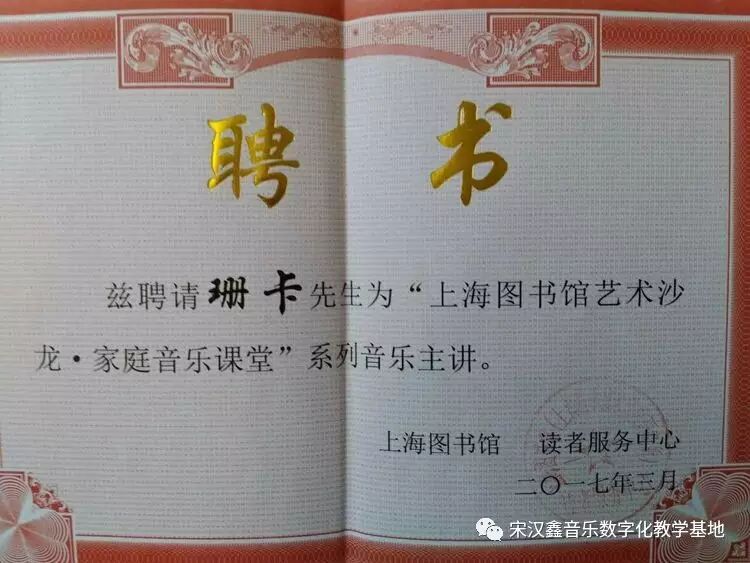 聘书
兹聘请珊卡先生为“上海图书馆艺术沙
龙·家庭音乐课堂”系列音乐主讲。
上海图书馆 读者服务中心
二〇一七年三月
宋汉鑫音乐数字化教学基地